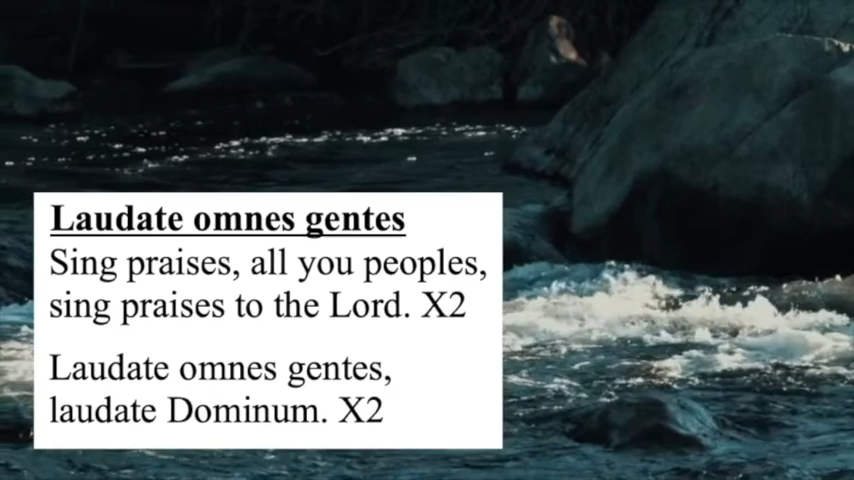 Laudate omnes gentes
Sing praises, all you peoples,
sing praises to the Lord. X2
Laudate omnes gentes,
laudate Dominum. X2